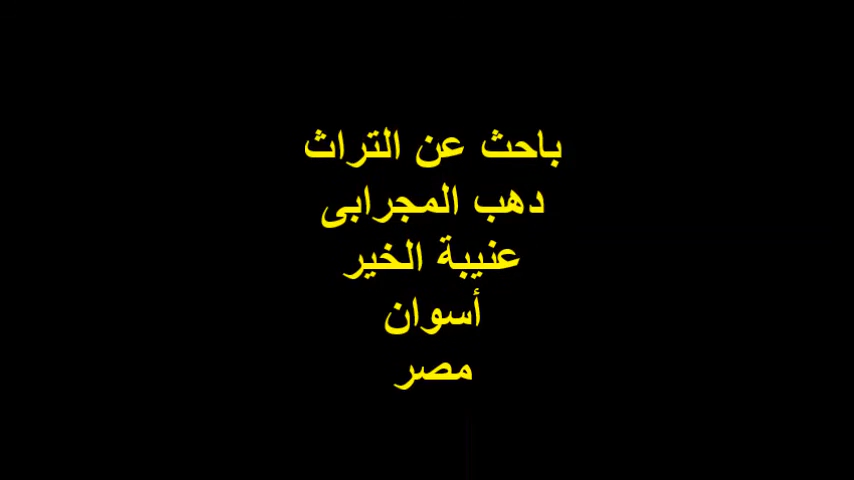 باحث عن التراث
دهب المجرابى
عنيبة الخير
أسوان
مصر